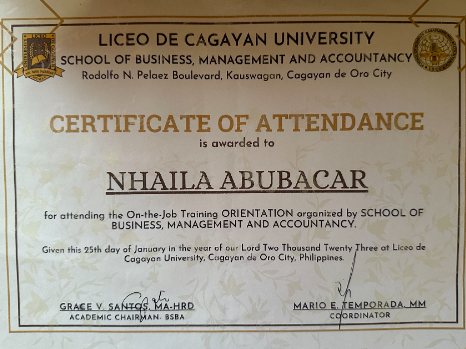 LICEO DE CAGAYAN UNIVERSITY
SCHOOL OF BUSINESS, MANAGEMENT AND ACCOUNTANCY
Rodolfo N. Pelaez Boulevard, Kauswagan, Cagayan de Oro City
CERTIFICATE OF ATTENDANCE
is awarded to
NHAILA ABUBACAR
for attending the On-the-Job Training ORIENTATION organized by SCHOOL OF
BUSINESS, MANAGEMENT AND ACCOUNTANCY.
Given this 25th day of January in the year of our Lord Two Thousand Twenty Three at Liceo de
Cagayan University, Cagayan de Oro City, Philippines.
GRACE V. SANTOS, MA-HRD
ACADEMIC CHAIRMAN, BSBA
MARIO E. TEMPORADA, MM
COORDINATOR